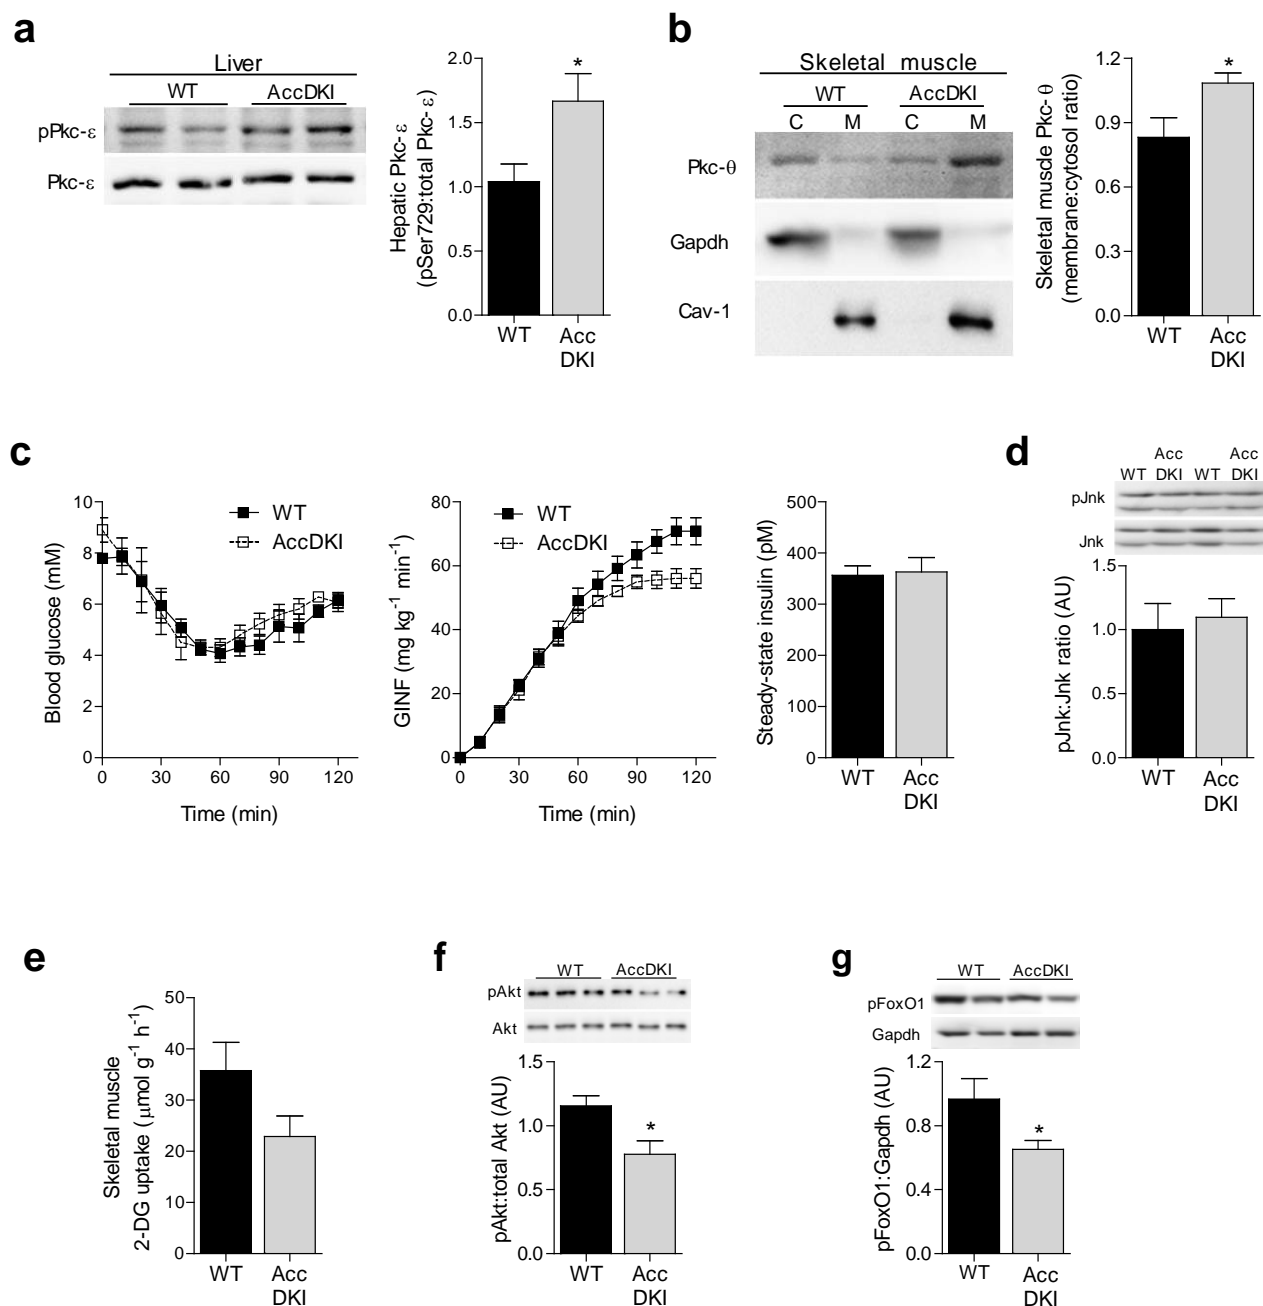 a
Liver
WT AccDKI
pPkc-ε
Pkc-ε
Hepatic Pkc- ε
(pSer729:total Pkc- ε)
2.0
1.5
1.0
0.5
0.0
*
WT
Acc
DKI
b
Skeletal muscle
WT AccDKI
C M C M
Pkc-θ
Gapdh
Cav-1
Skeletal muscle Pkc- θ
(membrane:cytosol ratio)
1.2
0.9
0.6
0.3
0.0
*
WT
Acc
DKI
c
Blood glucose (mM)
10
8
6
4
2
0
WT
AccDKI
0 30 60 90 120
Time (min)
GINF (mg kg-1 min-1)
80
60
40
20
0
WT
AccDKI
0 30 60 90 120
Time (min)
Steady-state insulin (pM)
500
400
300
200
100
0
WT
Acc
DKI
d
WT Acc DKI WT Acc DKI
pJnk
Jnk
pJnk:Jnk ratio (AU)
1.5
1.0
0.5
0.0
WT
Acc
DKI
e
Skeletal muscle
2-DG uptake (μmol g-1 h-1)
50
40
30
20
10
0
WT
Acc
DKI
f
WT AccDKI
pAkt
Akt
pAkt:total Akt (AU)
1.5
1.0
0.5
0.0
*
WT
Acc
DKI
g
WT AccDKI
pFoxO1
Gapdh
pFoxO1:Gapdh (AU)
1.2
0.8
0.4
0.0
*
WT
Acc
DKI